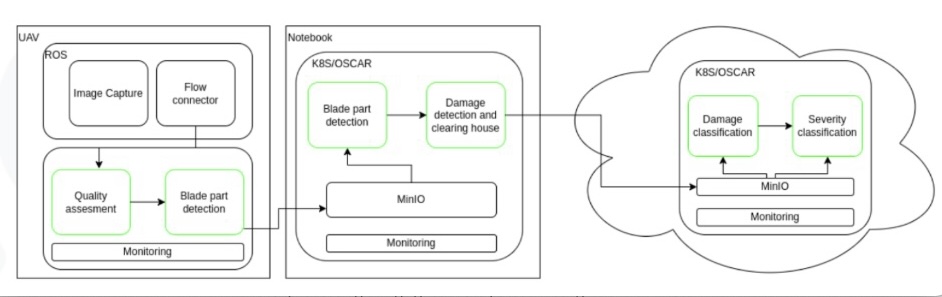 UAV
ROS
Image Capture
Flow
connector
Quality
assesment
Blade part
detection
Monitoring
Notebook
K8S/OSCAR
Blade part
detection
Damage
detection and
clearing house
MinIO
Monitoring
K8S/OSCAR
Damage
classification
Severity
classification
MinIO
Monitoring